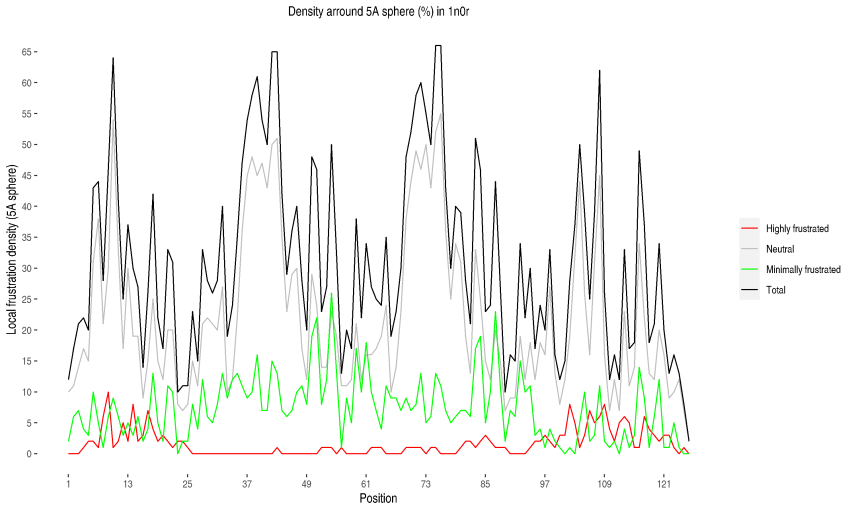 Density arround 5A sphere (%) in 1n0r
Local frustration density (5A sphere)
65
60
55
50
45
40
35
30
25
20
15
10
5
0
1 13 25 37 49 61 73 85 97 109 121
Position
Highly frustrated
Neutral
Minimally frustrated
Total